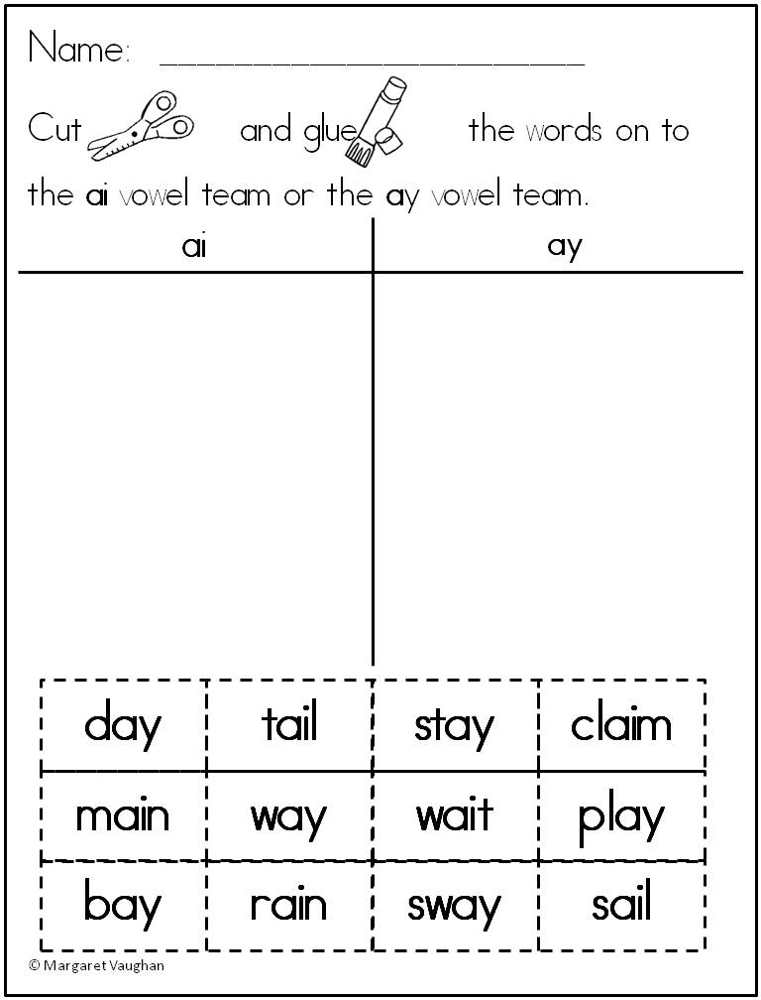 Name: _______________________
Cut and glue the words on to
the ai vowel team or the ay vowel team.
ai ay
day tail stay claim
main way wait play
bay rain sway sail
© Margaret Vaughan